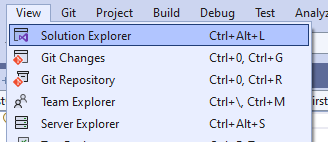 View Git Project Build Debug Test Analyz
Solution Explorer Ctrl+Alt+L
Git Changes Ctrl+0, Ctrl+G
Git Repository Ctrl+0, Ctrl+R
Team Explorer Ctrl+\, Ctrl+M
Server Explorer Ctrl+Alt+S